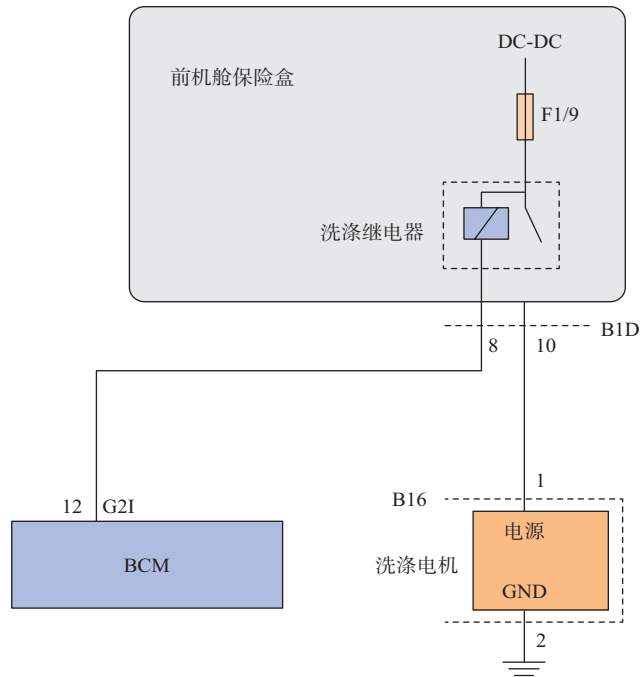 DC-DC
前机舱保险盒
F1/9
洗涤继电器
B1D
8
10
1
12
G2I
B16
电源
BCM
洗涤电机
GND
2